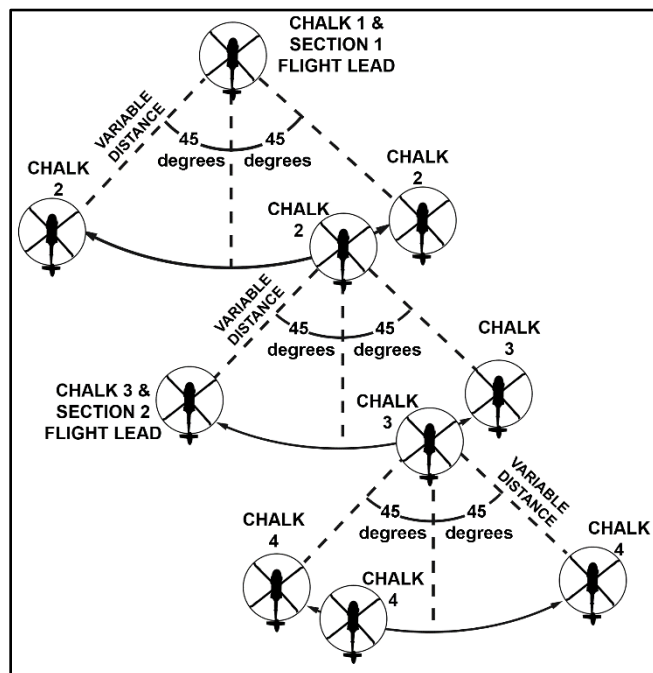 CHALK 1 &
SECTION 1
FLIGHT LEAD
VARIABLE
DISTANCE
45
degrees
45
degrees
CHALK
2
CHALK
2
CHALK
2
VARIABLE
DISTANCE
45
degrees
45
degrees
CHALK
3
CHALK 3 &
SECTION 2
FLIGHT LEAD
CHALK
3
VARIABLE
DISTANCE
45
degrees
45
degrees
CHALK
4
CHALK
4
CHALK
4